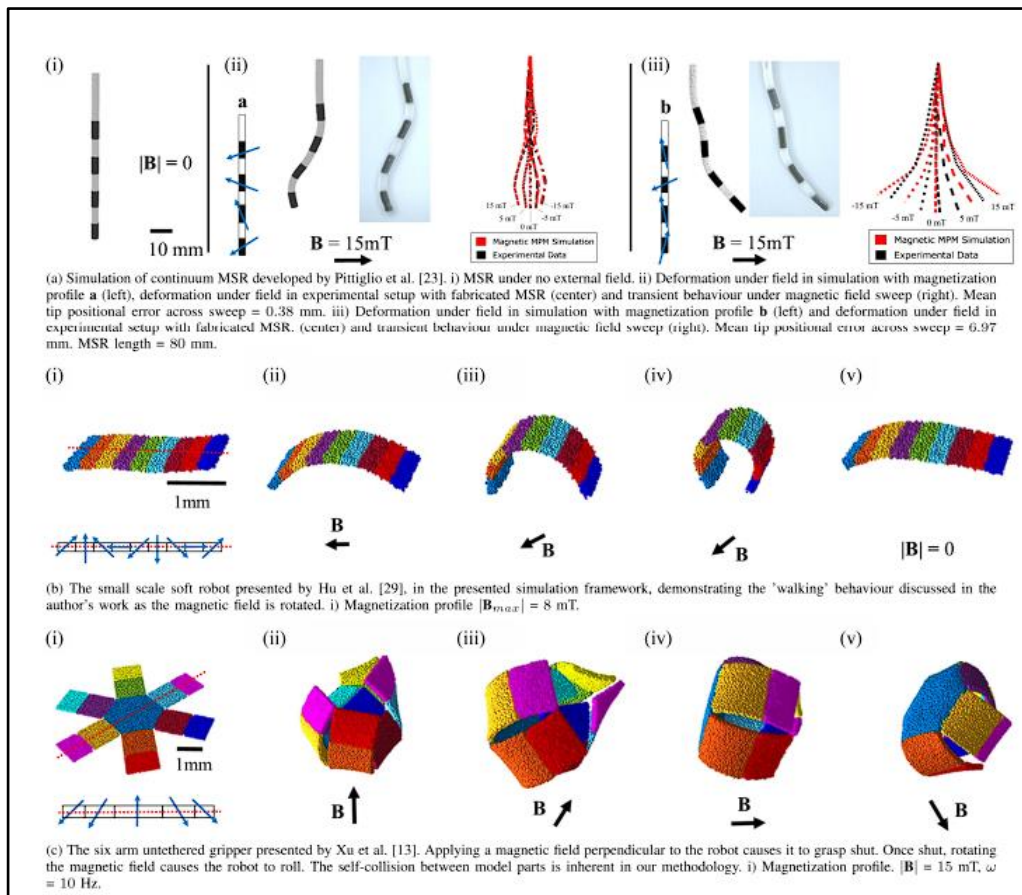 (i)
(ii)
(iii)
a
b
|B| = 0
10 mm
B = 15mT
B = 15mT
15 mT
-15 mT
5 mT
-5 mT
0 mT
Magnetic MPM Simulation
Experimental Data
-15 mT
15 mT
-5 mT
5 mT
0 mT
Magnetic MPM Simulation
Experimental Data
(a) Simulation of continuum MSR developed by Pittiglio et al. [23]. i) MSR under no external field. ii) Deformation under field in simulation with magnetization
profile a (left), deformation under field in experimental setup with fabricated MSR (center) and transient behaviour under magnetic field sweep (right). Mean
tip positional error across sweep = 0.38 mm. iii) Deformation under field in simulation with magnetization profile b (left) and deformation under field in
experimental setup with fabricated MSR. (center) and transient behaviour under magnetic field sweep (right). Mean tip positional error across sweep = 6.97
mm. MSR length = 80 mm.
(i)
(ii)
(iii)
(iv)
(v)
1mm
B
B
B
|B| = 0
(b) The small scale soft robot presented by Hu et al. [29], in the presented simulation framework, demonstrating the 'walking' behaviour discussed in the
author's work as the magnetic field is rotated. i) Magnetization profile |B_max| = 8 mT.
(i)
(ii)
(iii)
(iv)
(v)
1mm
B
B
B
B
(c) The six arm untethered gripper presented by Xu et al. [13]. Applying a magnetic field perpendicular to the robot causes it to grasp shut. Once shut, rotating
the magnetic field causes the robot to roll. The self-collision between model parts is inherent in our methodology. i) Magnetization profile. |B| = 15 mT, ω
= 10 Hz.